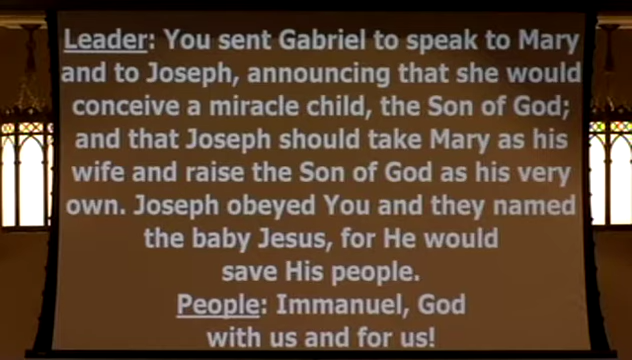 Leader: You sent Gabriel to speak to Mary
and to Joseph, announcing that she would
conceive a miracle child, the Son of God;
and that Joseph should take Mary as his
wife and raise the Son of God as his very
own. Joseph obeyed You and they named
the baby Jesus, for He would
save His people.
People: Immanuel, God
with us and for us!